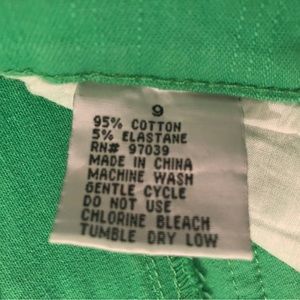 9
95% COTTON
5% ELASTANE
RN# 97039
MADE IN CHINA
MACHINE WASH
GENTLE CYCLE
DO NOT USE
CHLORINE BLEACH
TUMBLE DRY LOW